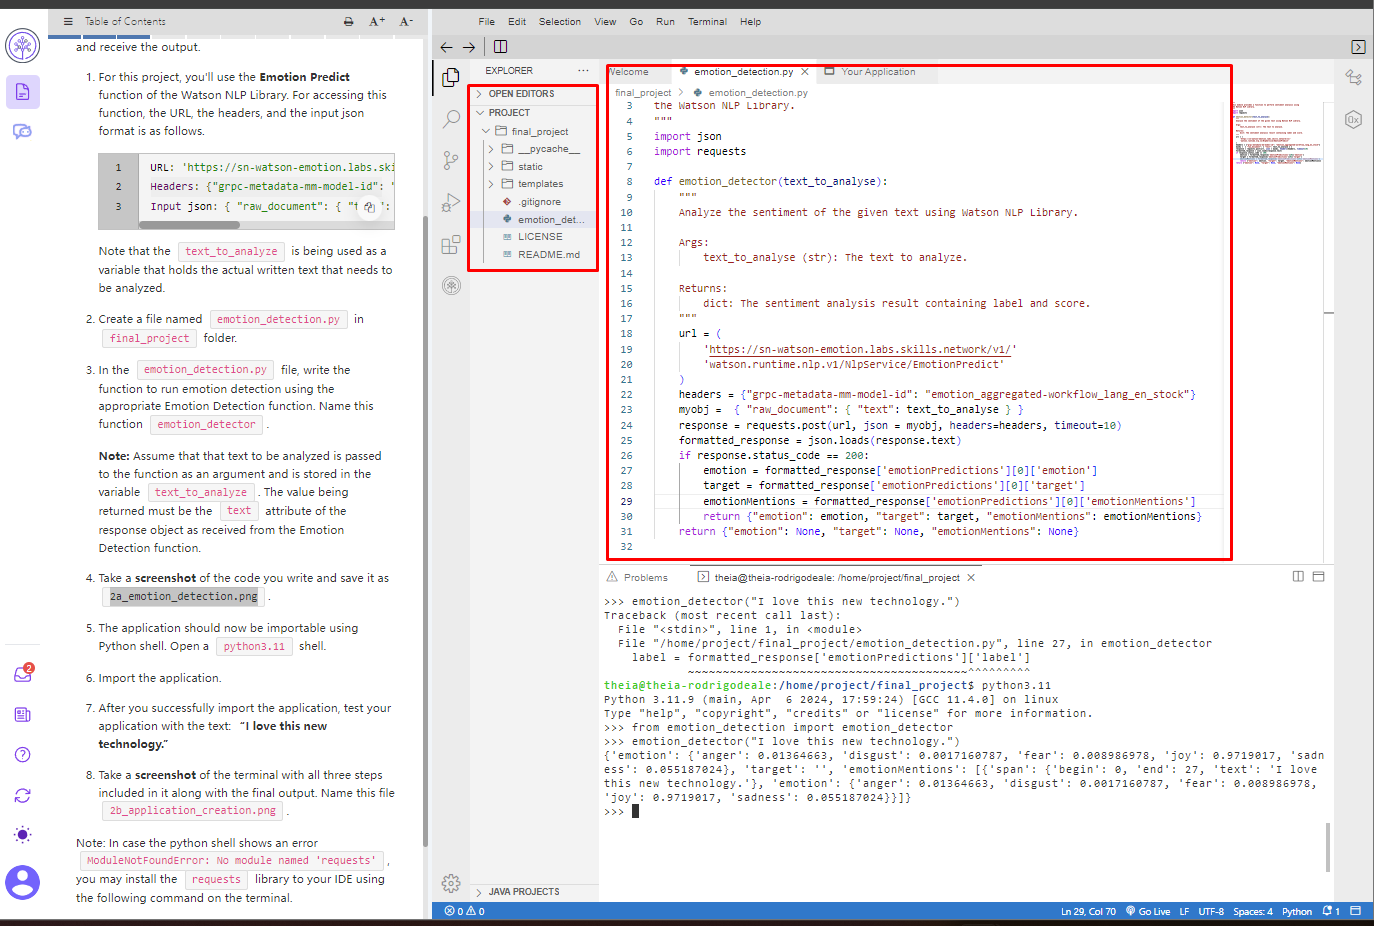 Table of Contents
A+ A-
and receive the output.
1. For this project, you'll use the Emotion Predict
function of the Watson NLP Library. For accessing
this function, the URL, the headers, and the input json
format is as follows.
1 URL: 'https://sn-watson-emotion.labs.ski
2 Headers: {"grpc-metadata-mm-model-id": "
3 Input json: { "raw_document": { "t
Note that the text_to_analyze is being used as a
variable that holds the actual written text that needs to
be analyzed.
2. Create a file named emotion_detection.py in
final_project folder.
3. In the emotion_detection.py file, write the
function to run emotion detection using the
appropriate Emotion Detection function. Name this
function emotion_detector .
Note: Assume that that text to be analyzed is passed
to the function as an argument and is stored in the
variable text_to_analyze . The value being
returned must be the text attribute of the
response object as received from the Emotion
Detection function.
4. Take a screenshot of the code you write and save it as
2a_emotion_detection.png .
5. The application should now be importable using
Python shell. Open a python3.11 shell.
6. Import the application.
7. After you successfully import the application, test your
application with the text: "I love this new
technology."
8. Take a screenshot of the terminal with all three steps
included in it along with the final output. Name this file
2b_application_creation.png .
Note: In case the python shell shows an error
ModuleNotFoundError: No module named 'requests' ,
you may install the requests library to your IDE using
the following command on the terminal.
2
File Edit Selection View Go Run Terminal Help
EXPLORER ...
OPEN EDITORS
PROJECT
final_project
__pycache__
static
templates
.gitignore
emotion_det...
LICENSE
README.md
JAVA PROJECTS
Welcome emotion_detection.py Your Application
final_project > emotion_detection.py
3 the Watson NLP Library.
4 """
5 import json
6 import requests
7
8 def emotion_detector(text_to_analyse):
9 """
10 Analyze the sentiment of the given text using Watson NLP Library.
11
12 Args:
13 text_to_analyse (str): The text to analyze.
14
15 Returns:
16 dict: The sentiment analysis result containing label and score.
17 """
18 url = (
19 'https://sn-watson-emotion.labs.skills.network/v1/'
20 'watson.runtime.nlp.v1/NlpService/EmotionPredict'
21 )
22 headers = {"grpc-metadata-mm-model-id": "emotion_aggregated-workflow_lang_en_stock"}
23 myobj = { "raw_document": { "text": text_to_analyse } }
24 response = requests.post(url, json = myobj, headers=headers, timeout=10)
25 formatted_response = json.loads(response.text)
26 if response.status_code == 200:
27 emotion = formatted_response['emotionPredictions'][0]['emotion']
28 target = formatted_response['emotionPredictions'][0]['target']
29 emotionMentions = formatted_response['emotionPredictions'][0]['emotionMentions']
30 return {"emotion": emotion, "target": target, "emotionMentions": emotionMentions}
31 return {"emotion": None, "target": None, "emotionMentions": None}
32
Problems theia@theia-rodrigodeale: /home/project/final_project
>>> emotion_detector("I love this new technology.")
Traceback (most recent call last):
File "<stdin>", line 1, in <module>
File "/home/project/final_project/emotion_detection.py", line 27, in emotion_detector
label = formatted_response['emotionPredictions']['label']
~~~~~~~~~~~~~~~~~~~~~~~~~~~~~~~~~~~~~~~~^^^^^^^^^
theia@theia-rodrigodeale:/home/project/final_project$ python3.11
Python 3.11.9 (main, Apr 6 2024, 17:59:24) [GCC 11.4.0] on linux
Type "help", "copyright", "credits" or "license" for more information.
>>> from emotion_detection import emotion_detector
>>> emotion_detector("I love this new technology.")
{'emotion': {'anger': 0.01364663, 'disgust': 0.0017160787, 'fear': 0.008986978, 'joy': 0.9719017, 'sadn
ess': 0.055187024}, 'target': '', 'emotionMentions': [{'span': {'begin': 0, 'end': 27, 'text': 'I love
this new technology.'}, 'emotion': {'anger': 0.01364663, 'disgust': 0.0017160787, 'fear': 0.008986978,
'joy': 0.9719017, 'sadness': 0.055187024}}]}
>>>
0 0 Ln 29, Col 70 Go Live LF UTF-8 Spaces: 4 Python 1